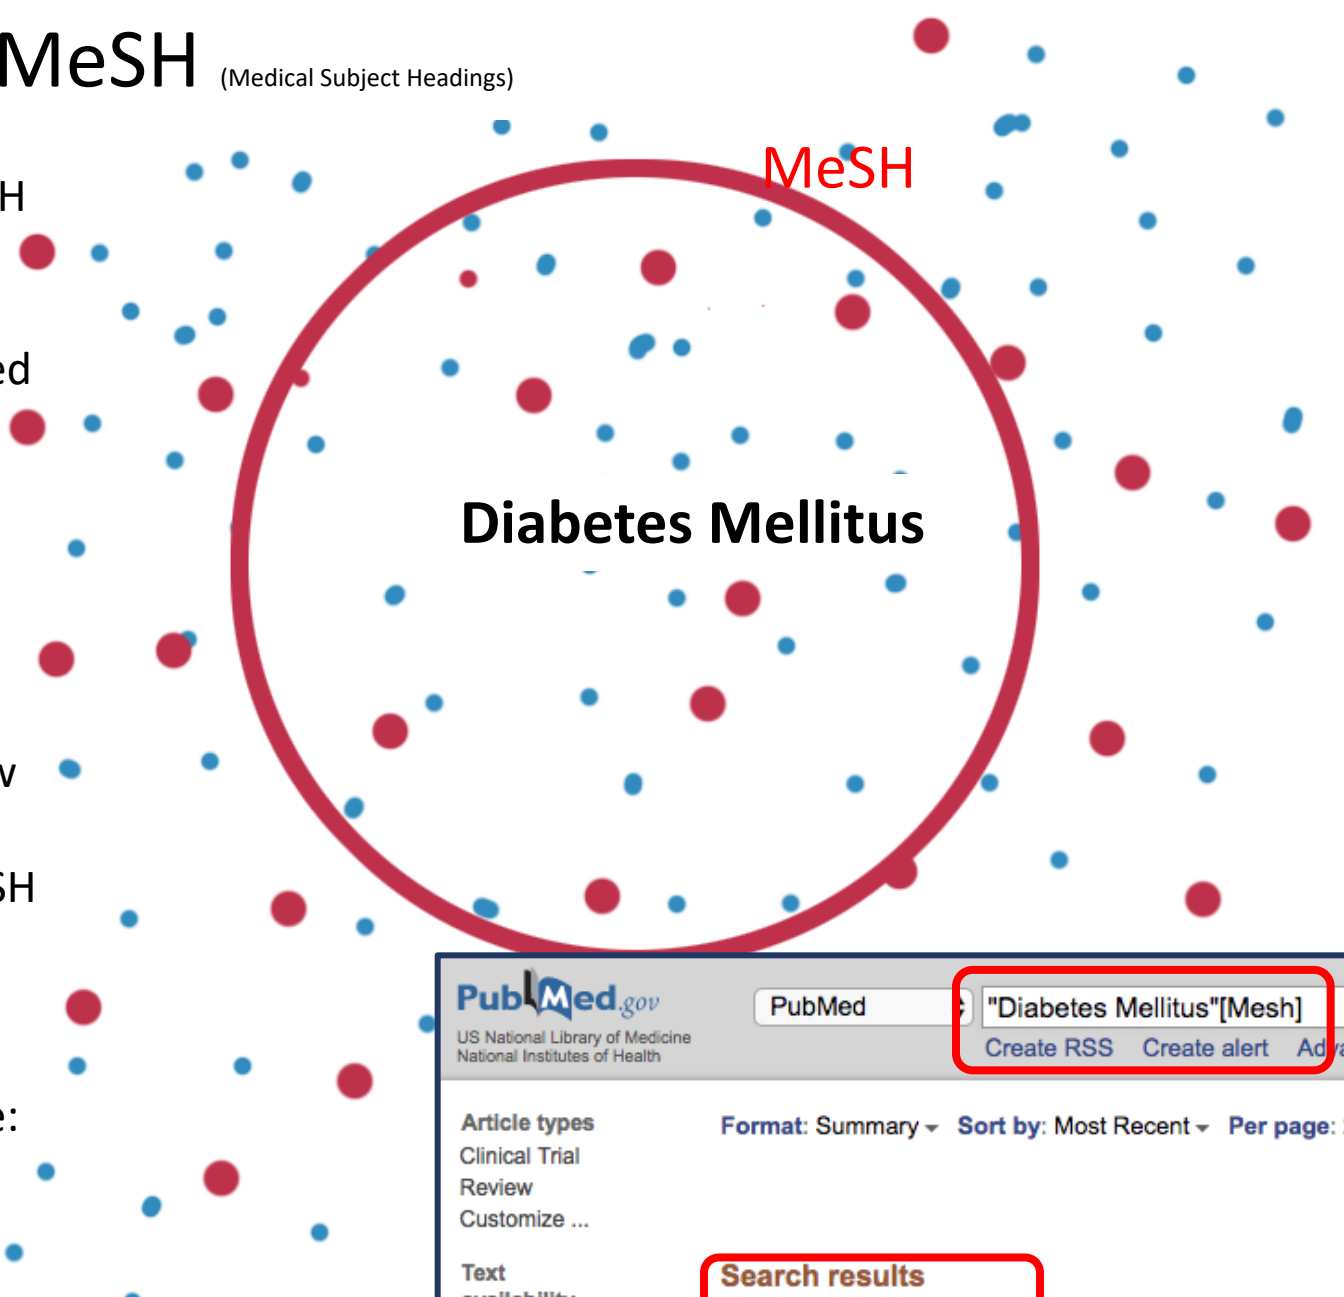 MeSH (Medical Subject Headings)
MeSH
H
ed
Diabetes Mellitus
w
SH
e:
PubMed.gov
US National Library of Medicine
National Institutes of Health
PubMed
"Diabetes Mellitus"[Mesh]
Create RSS Create alert Adva
Article types
Clinical Trial
Review
Customize ...
Format: Summary Sort by: Most Recent Per page:
Text
availability
Search results